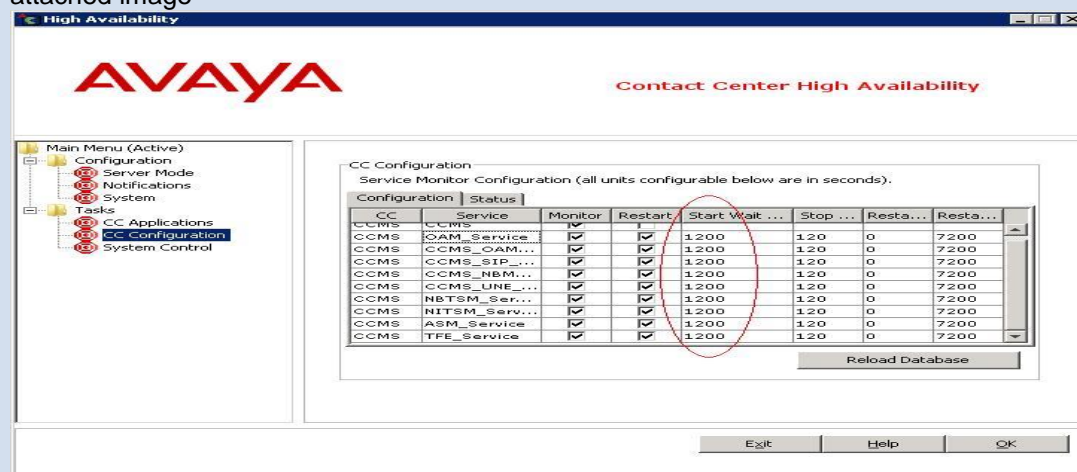 attached image
High Availability
AVAYA
Contact Center High Availability
Main Menu (Active)
Configuration
Server Mode
Notifications
System
Tasks
CC Applications
CC Configuration
System Control
CC Configuration
Service Monitor Configuration (all units configurable below are in seconds).
Configuration Status
CC Service Monitor Restart Start Wait ... Stop ... Resta... Resta...
CCMS CCMS
CCMS OAM_Service 1200 120 0 7200
CCMS CCMS_OAM... 1200 120 0 7200
CCMS CCMS_SIP_... 1200 120 0 7200
CCMS CCMS_NBM... 1200 120 0 7200
CCMS CCMS_UNE_... 1200 120 0 7200
CCMS NBTSM_Ser... 1200 120 0 7200
CCMS NITSM_Serv... 1200 120 0 7200
CCMS ASM_Service 1200 120 0 7200
CCMS TFE_Service 1200 120 0 7200
Reload Database
Exit Help OK